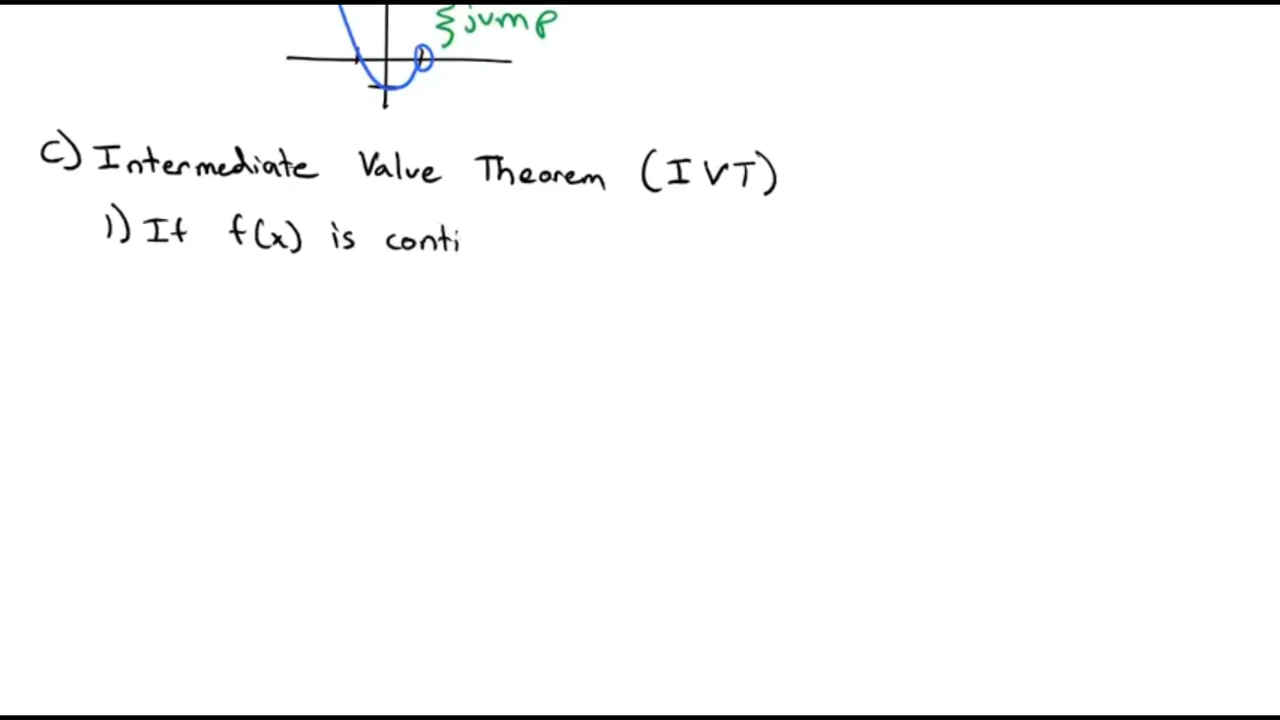 jump
C) Intermediate Value Theorem (IVT)
1) If f(x) is conti